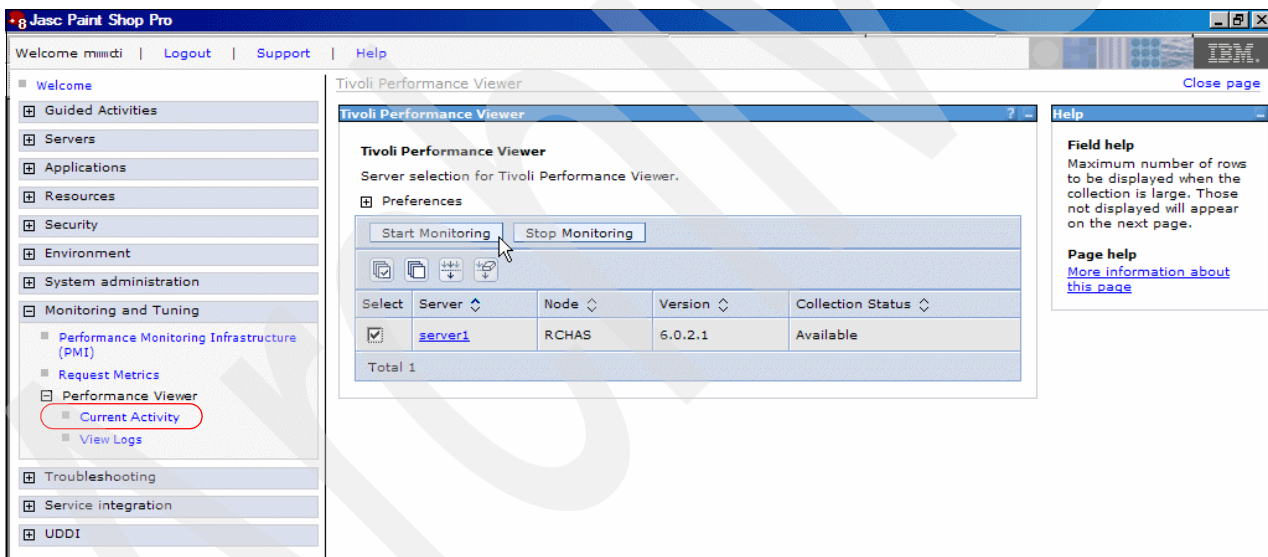 8 Jasc Paint Shop Pro
Welcome | Logout | Support | Help
IBM.
Welcome
Guided Activities
Servers
Applications
Resources
Security
Environment
System administration
Monitoring and Tuning
Performance Monitoring Infrastructure
(PMI)
Request Metrics
Performance Viewer
Current Activity
View Logs
Troubleshooting
Service integration
UDDI
Tivoli Performance Viewer
Close page
Tivoli Performance Viewer ? -
Tivoli Performance Viewer
Server selection for Tivoli Performance Viewer.
Preferences
Start Monitoring Stop Monitoring
Select Server Node Version Collection Status
server1 RCHAS 6.0.2.1 Available
Total 1
Help -
Field help
Maximum number of rows
to be displayed when the
collection is large. Those
not displayed will appear
on the next page.
Page help
More information about
this page